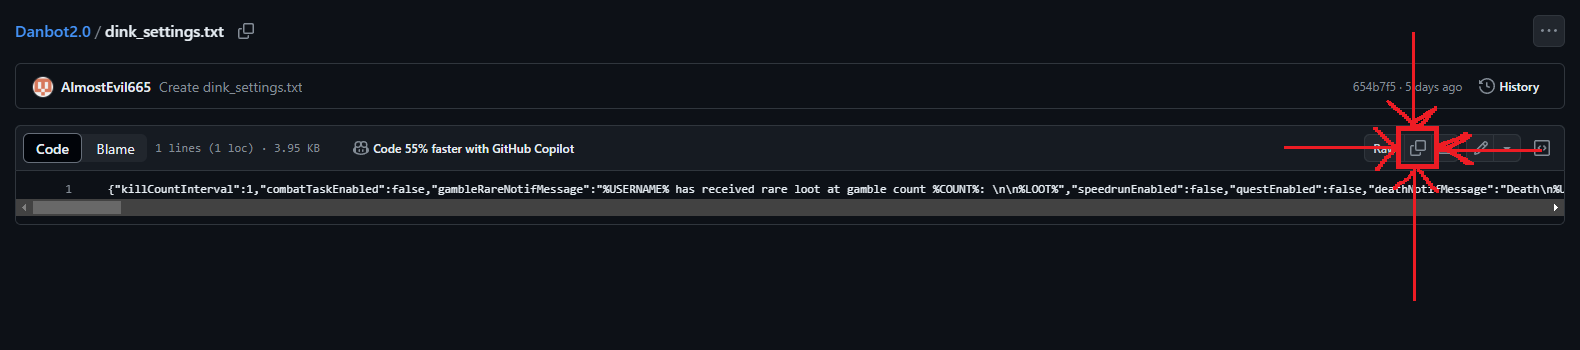 Danbot2.0 / dink_settings.txt
AlmostEvil665 Create dink_settings.txt 654b7f5 · 5 days ago History
Code Blame 1 lines (1 loc) · 3.95 KB Code 55% faster with GitHub Copilot Raw
1 {"killCountInterval":1,"combatTaskEnabled":false,"gambleRareNotifMessage":"%USERNAME% has received rare loot at gamble count %COUNT%: \n\n%LOOT%","speedrunEnabled":false,"questEnabled":false,"deathNotifMessage":"Death\n%U